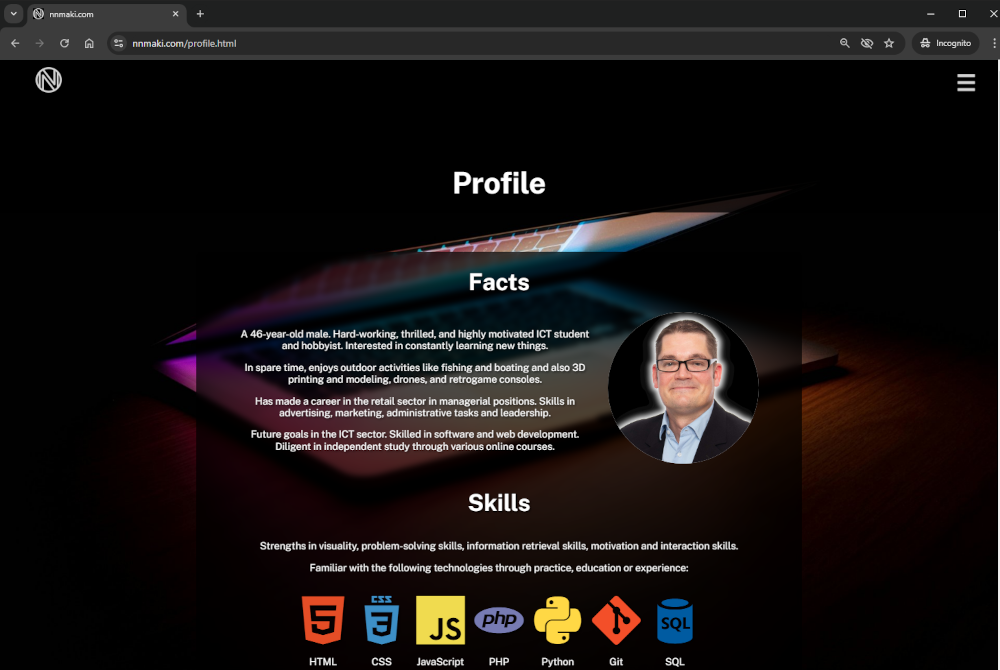 nnmaki.com
nnmaki.com/profile.html
Incognito
N
Profile
Facts
A 46-year-old male. Hard-working, thrilled, and highly motivated ICT student
and hobbyist. Interested in constantly learning new things.
In spare time, enjoys outdoor activities like fishing and boating and also 3D
printing and modeling, drones, and retrogame consoles.
Has made a career in the retail sector in managerial positions. Skills in
advertising, marketing, administrative tasks and leadership.
Future goals in the ICT sector. Skilled in software and web development.
Diligent in independent study through various online courses.
Skills
Strengths in visuality, problem-solving skills, information retrieval skills, motivation and interaction skills.
Familiar with the following technologies through practice, education or experience:
5 CSS 3 JS php SQL
HTML CSS JavaScript PHP Python Git SQL